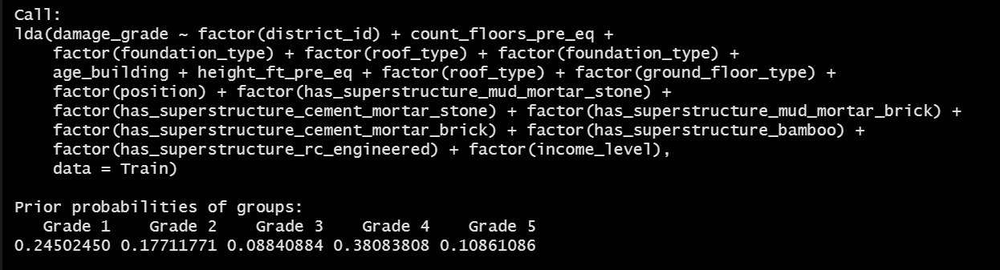 Call:
lda(damage_grade ~ factor(district_id) + count_floors_pre_eq +
    factor(foundation_type) + factor(roof_type) + factor(foundation_type) +
    age_building + height_ft_pre_eq + factor(roof_type) + factor(ground_floor_type) +
    factor(position) + factor(has_superstructure_mud_mortar_stone) +
    factor(has_superstructure_cement_mortar_stone) + factor(has_superstructure_mud_mortar_brick) +
    factor(has_superstructure_cement_mortar_brick) + factor(has_superstructure_bamboo) +
    factor(has_superstructure_rc_engineered) + factor(income_level),
    data = Train)

Prior probabilities of groups:
   Grade 1    Grade 2    Grade 3    Grade 4    Grade 5
0.24502450 0.17711771 0.08840884 0.38083808 0.10861086